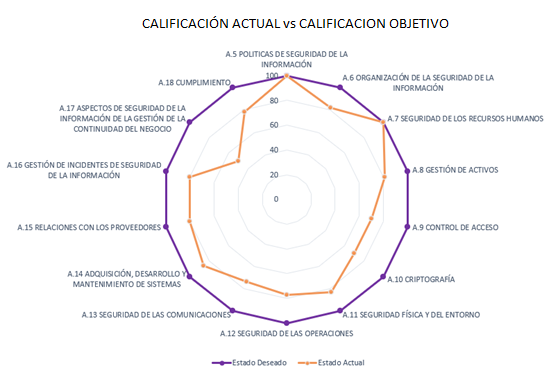 CALIFICACIÓN ACTUAL vs CALIFICACION OBJETIVO
A.5 POLITICAS DE SEGURIDAD DE LA
INFORMACIÓN
100
A.18 CUMPLIMIENTO
A.6 ORGANIZACIÓN DE LA SEGURIDAD DE LA
INFORMACIÓN
80
A.17 ASPECTOS DE SEGURIDAD DE LA
INFORMACIÓN DE LA GESTIÓN DE LA
CONTINUIDAD DEL NEGOCIO
A.7 SEGURIDAD DE LOS RECURSOS HUMANOS
60
40
A.16 GESTIÓN DE INCIDENTES DE SEGURIDAD
DE LA INFORMACIÓN
A.8 GESTIÓN DE ACTIVOS
20
0
A.15 RELACIONES CON LOS PROVEEDORES
A.9 CONTROL DE ACCESO
A.14 ADQUISICIÓN, DESARROLLO Y
MANTENIMIENTO DE SISTEMAS
A.10 CRIPTOGRAFÍA
A.13 SEGURIDAD DE LAS COMUNICACIONES
A.11 SEGURIDAD FÍSICA Y DEL ENTORNO
A.12 SEGURIDAD DE LAS OPERACIONES
Estado Deseado
Estado Actual